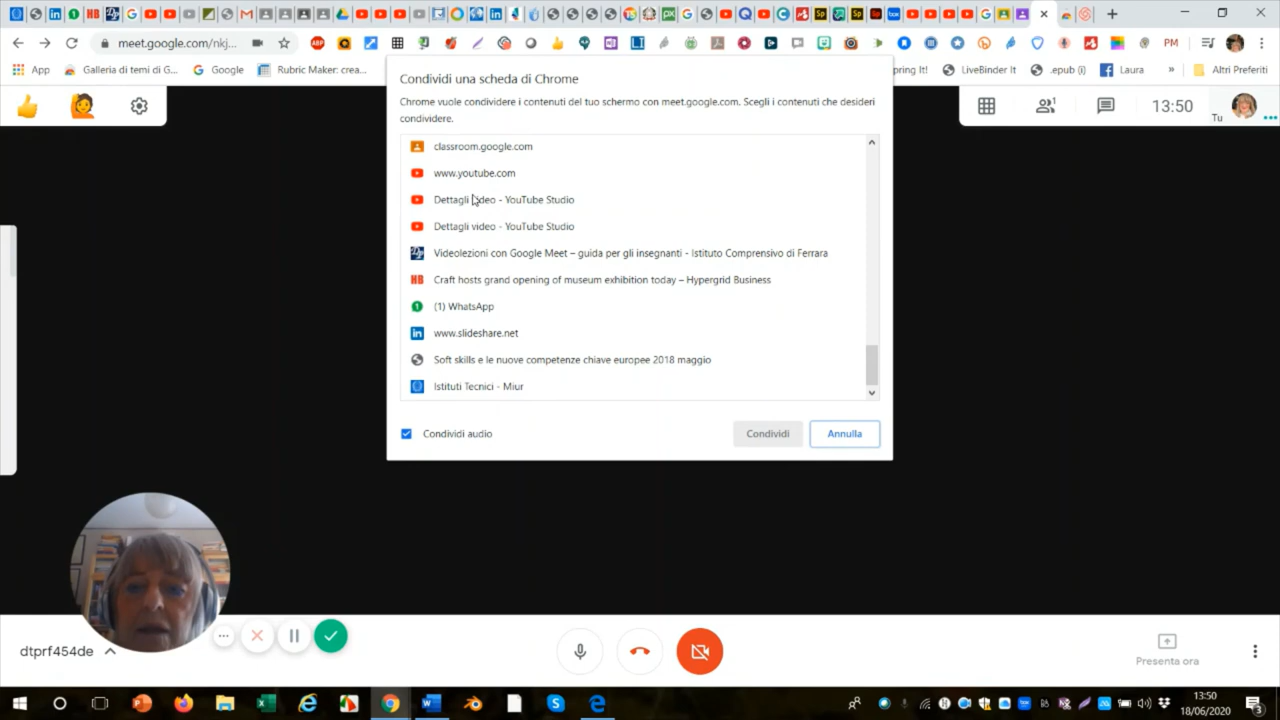 meet.google.com/nkj...
PM
App
Galleria di temi di G...
Google
Rubric Maker: crea...
pring It!
LiveBinder It
.epub (i)
Laura
»
Altri Preferiti
13:50
Tu
Condividi una scheda di Chrome
Chrome vuole condividere i contenuti del tuo schermo con meet.google.com. Scegli i contenuti che desideri
condividere.
classroom.google.com
www.youtube.com
Dettagli video - YouTube Studio
Dettagli video - YouTube Studio
Videolezioni con Google Meet – guida per gli insegnanti - Istituto Comprensivo di Ferrara
Craft hosts grand opening of museum exhibition today – Hypergrid Business
(1) WhatsApp
www.slideshare.net
Soft skills e le nuove competenze chiave europee 2018 maggio
Istituti Tecnici - Miur
Condividi audio
Condividi
Annulla
dtprf454de
Presenta ora
13:50
18/06/2020